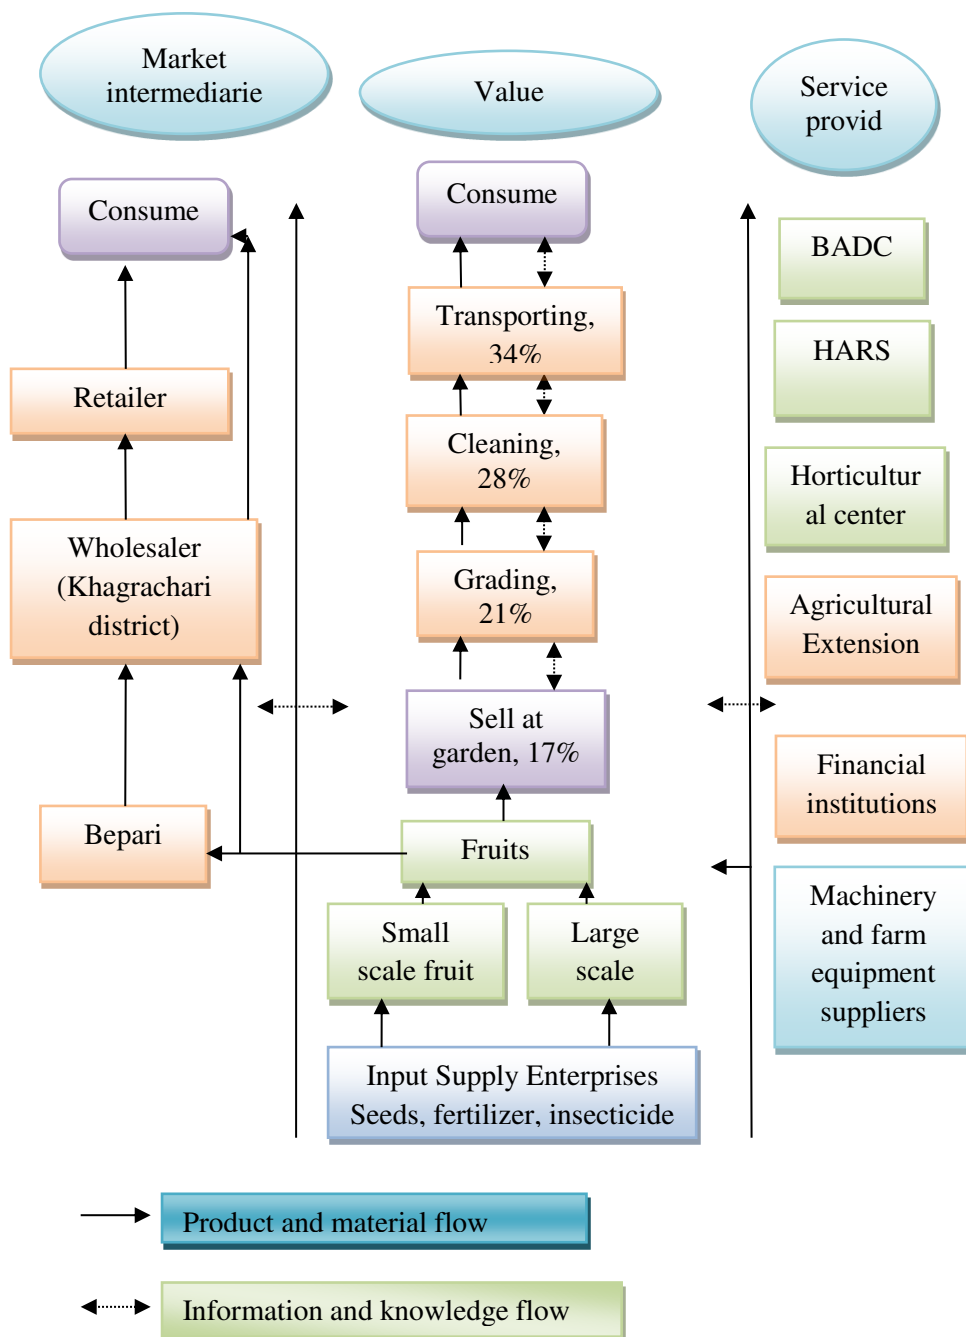 Market
intermediarie
Value
Service
provid
Consume
Retailer
Wholesaler
(Khagrachari
district)
Bepari
Consume
Transporting,
34%
Cleaning,
28%
Grading,
21%
Sell at
garden, 17%
Fruits
Small
scale fruit
Large
scale
Input Supply Enterprises
Seeds, fertilizer, insecticide
BADC
HARS
Horticultur
al center
Agricultural
Extension
Financial
institutions
Machinery
and farm
equipment
suppliers
Product and material flow
Information and knowledge flow